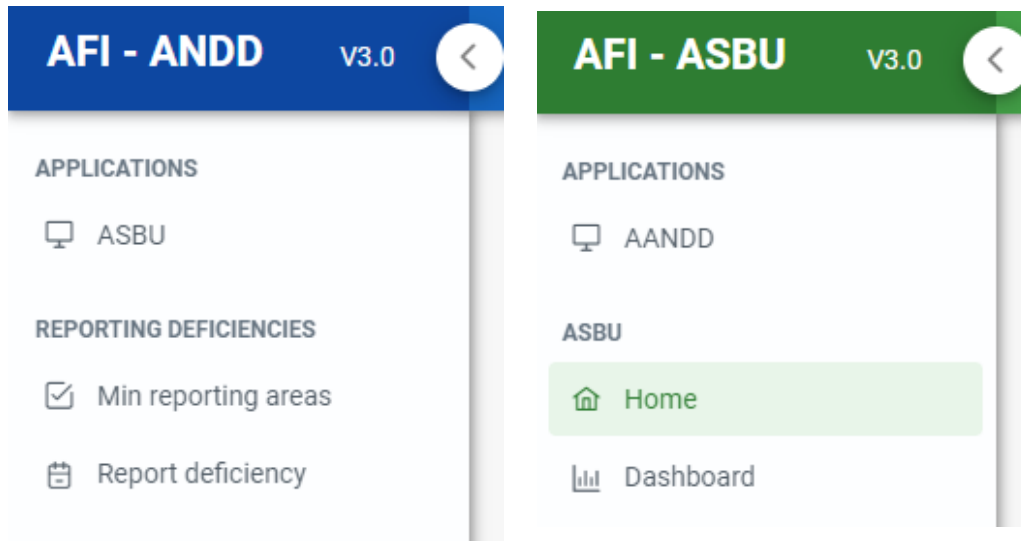 AFI - ANDD V3.0
APPLICATIONS
ASBU
REPORTING DEFICIENCIES
Min reporting areas
Report deficiency
AFI - ASBU V3.0
APPLICATIONS
AANDD
ASBU
Home
Dashboard